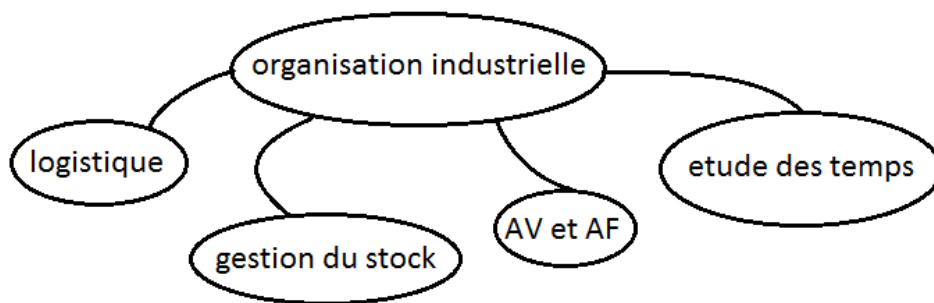 organisation industrielle
logistique
etude des temps
AV et AF
gestion du stock